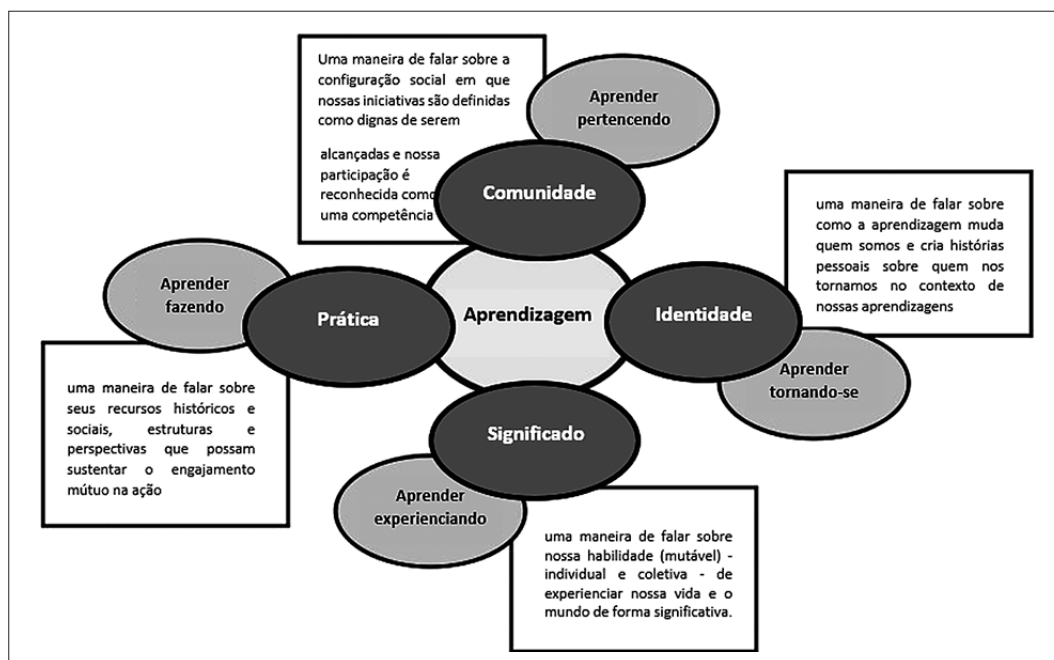 Uma maneira de falar sobre a
configuração social em que
nossas iniciativas são definidas
como dignas de serem
alcançadas e nossa
participação é
reconhecida como
uma competência
Aprender
pertencendo
Comunidade
uma maneira de falar sobre
como a aprendizagem muda
quem somos e cria histórias
pessoais sobre quem nos
tornamos no contexto de
nossas aprendizagens
Aprender
fazendo
Prática
Aprendizagem
Identidade
Aprender
tornando-se
uma maneira de falar sobre
seus recursos históricos e
sociais, estruturas e
perspectivas que possam
sustentar o engajamento
mútuo na ação
Significado
Aprender
experienciando
uma maneira de falar sobre
nossa habilidade (mutável) -
individual e coletiva - de
experienciar nossa vida e o
mundo de forma significativa.